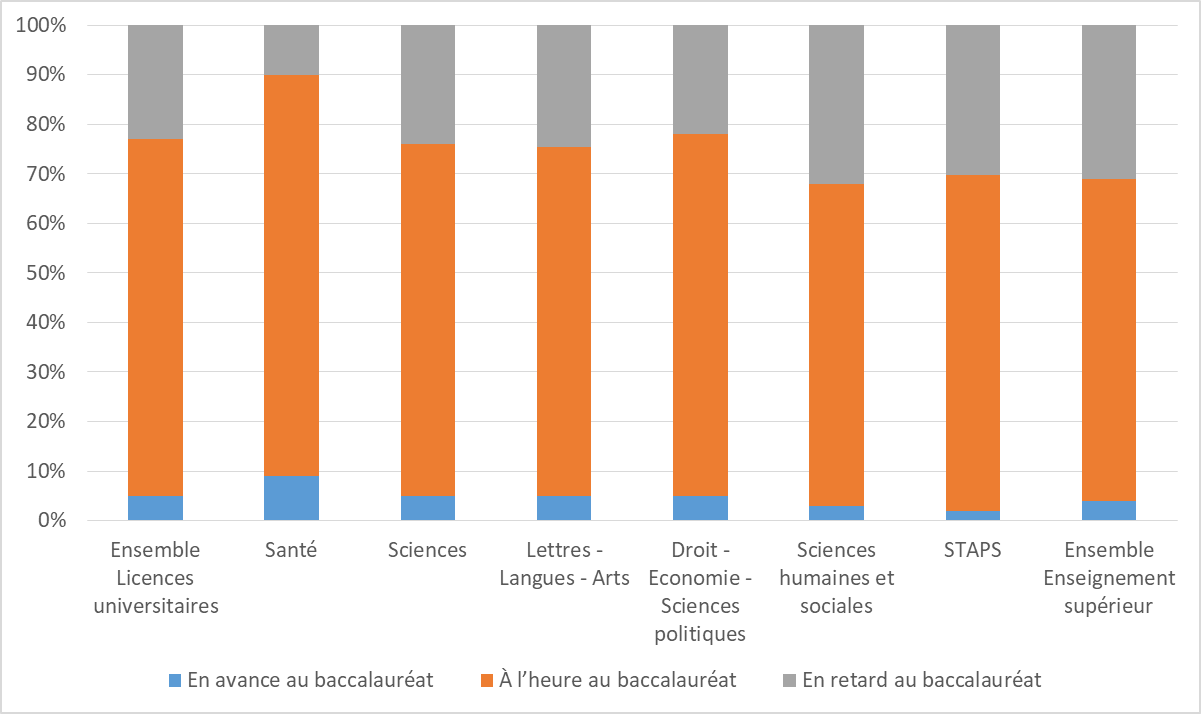 100%
90%
80%
70%
60%
50%
40%
30%
20%
10%
0%
Ensemble
Licences
universitaires
Santé
Sciences
Lettres -
Langues - Arts
Droit -
Economie -
Sciences
politiques
Sciences
humaines et
sociales
STAPS
Ensemble
Enseignement
supérieur
En avance au baccalauréat
À l’heure au baccalauréat
En retard au baccalauréat